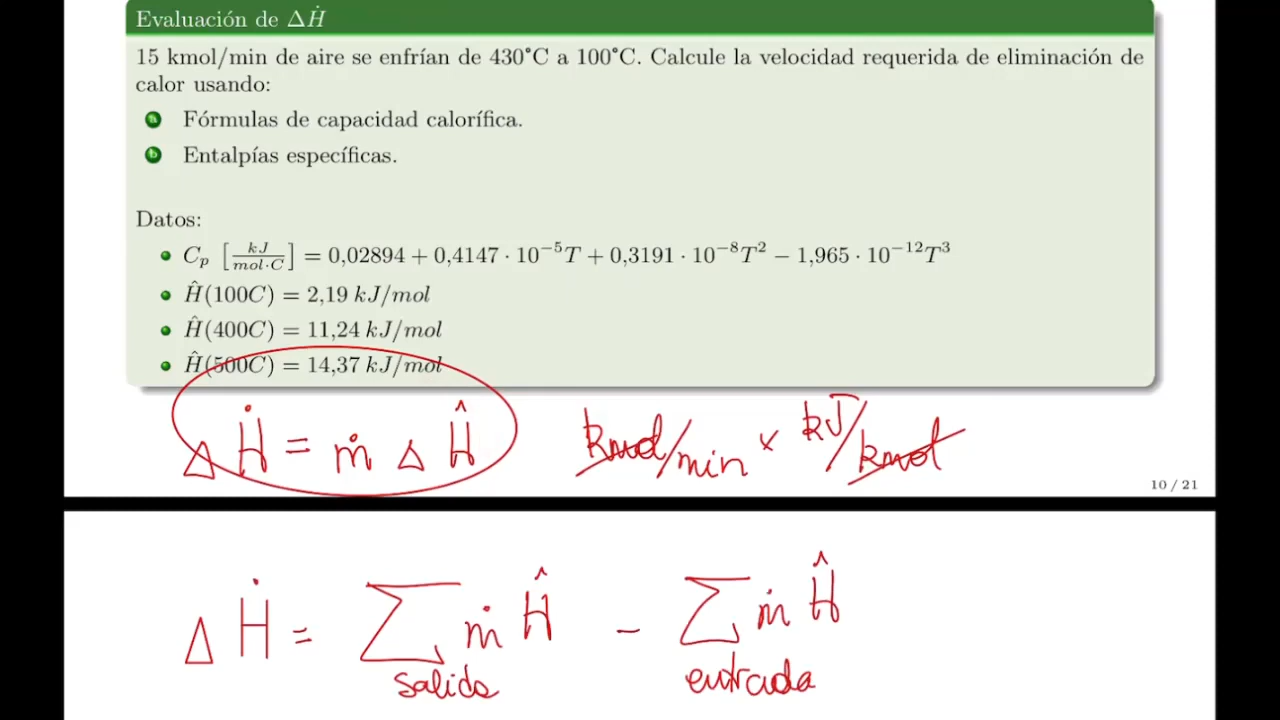 Evaluación de ΔḢ
15 kmol/min de aire se enfrían de 430°C a 100°C. Calcule la velocidad requerida de eliminación de
calor usando:
a Fórmulas de capacidad calorífica.
b Entalpías específicas.
Datos:
C_p [kJ/mol·C] = 0,02894 + 0,4147 · 10⁻⁵T + 0,3191 · 10⁻⁸T² − 1,965 · 10⁻¹²T³
Ĥ(100C) = 2,19 kJ/mol
Ĥ(400C) = 11,24 kJ/mol
Ĥ(500C) = 14,37 kJ/mol
ΔḢ = ṁ ΔĤ kmol/min × kJ/kmol
10 / 21
ΔḢ = Σ ṁ Ĥ − Σ ṁ Ĥ
salida entrada